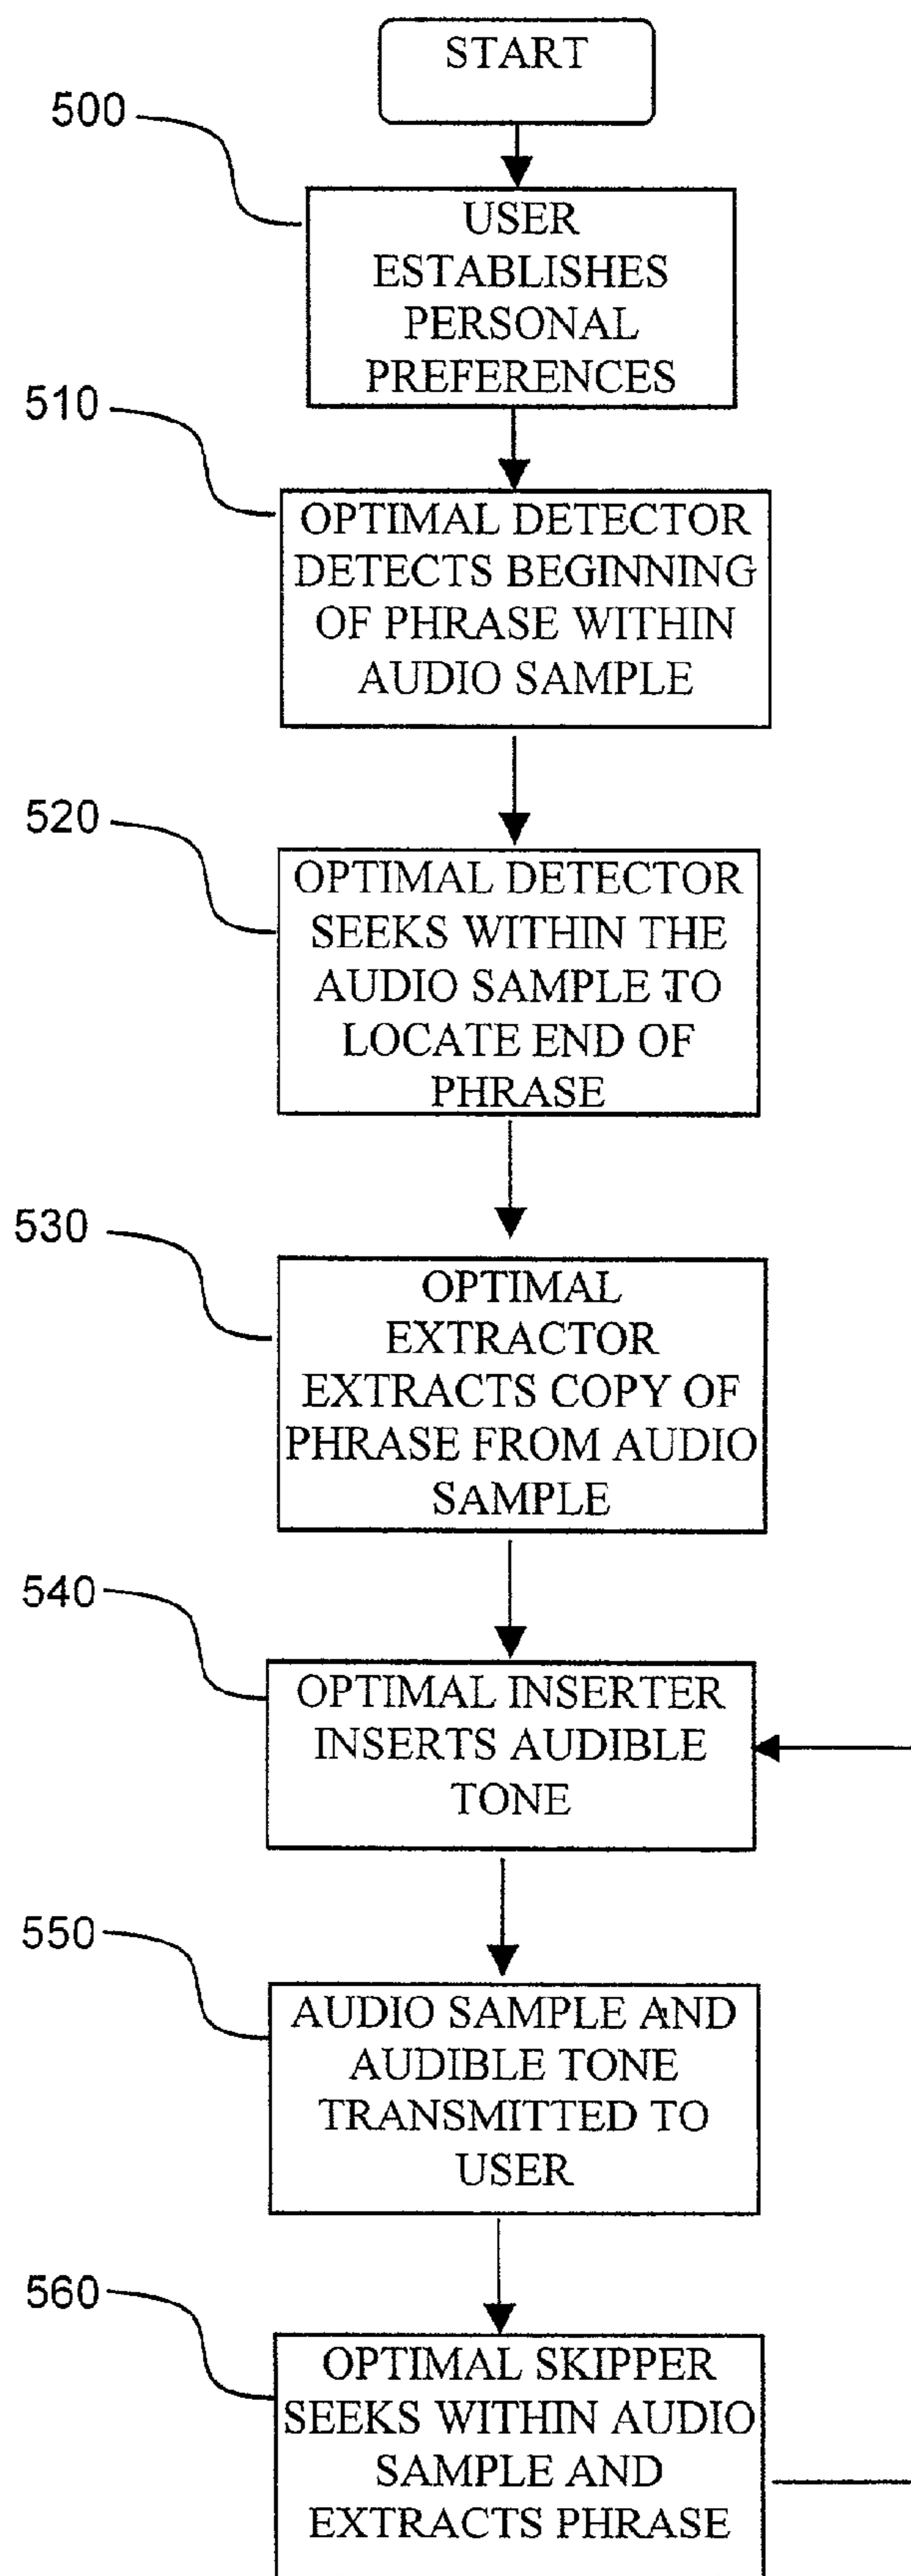 START
500
USER
ESTABLISHES
PERSONAL
PREFERENCES
510
OPTIMAL DETECTOR
DETECTS BEGINNING
OF PHRASE WITHIN
AUDIO SAMPLE
520
OPTIMAL DETECTOR
SEEKS WITHIN THE
AUDIO SAMPLE TO
LOCATE END OF
PHRASE
530
OPTIMAL
EXTRACTOR
EXTRACTS COPY OF
PHRASE FROM AUDIO
SAMPLE
540
OPTIMAL INSERTER
INSERTS AUDIBLE
TONE
550
AUDIO SAMPLE AND
AUDIBLE TONE
TRANSMITTED TO
USER
560
OPTIMAL SKIPPER
SEEKS WITHIN AUDIO
SAMPLE AND
EXTRACTS PHRASE